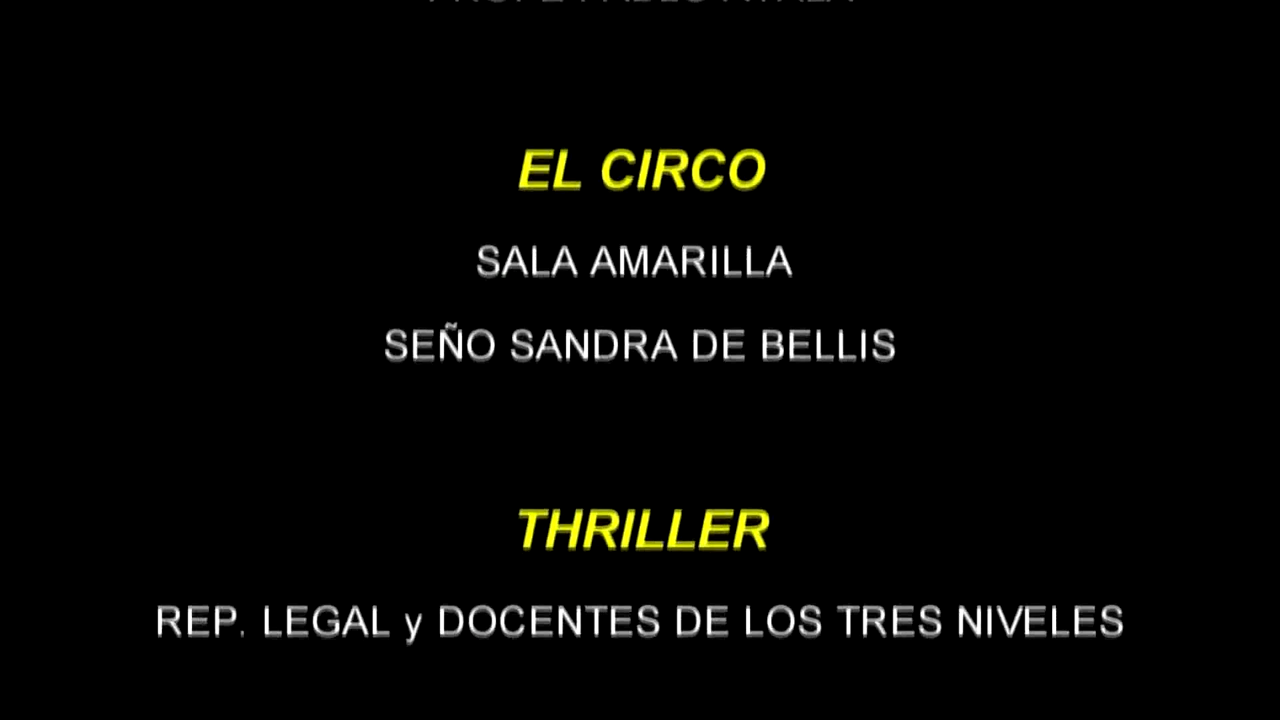 EL CIRCO
SALA AMARILLA
SEÑO SANDRA DE BELLIS
THRILLER
REP. LEGAL y DOCENTES DE LOS TRES NIVELES